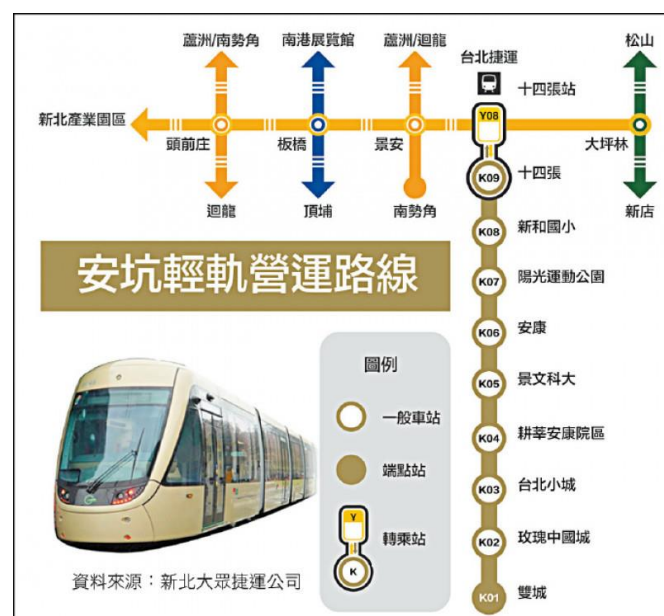 蘆洲/南勢角
南港展覽館
蘆洲/迴龍
台北捷運
松山
十四張站
新北產業園區
Y08
頭前庄
板橋
景安
大坪林
迴龍
頂埔
南勢角
新店
K09
十四張
K08
新和國小
K07
陽光運動公園
安坑輕軌營運路線
K06
安康
圖例
K05
景文科大
一般車站
K04
耕莘安康院區
端點站
K03
台北小城
Y
轉乘站
K
K02
玫瑰中國城
資料來源：新北大眾捷運公司
K01
雙城